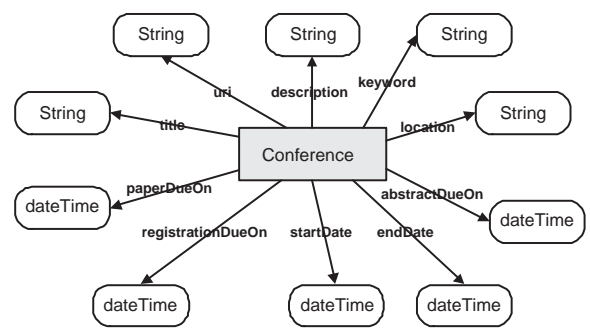 String
String
String
uri
description
keyword
String
title
location
String
Conference
dateTime
paperDueOn
abstractDueOn
dateTime
registrationDueOn
startDate
endDate
dateTime
dateTime
dateTime